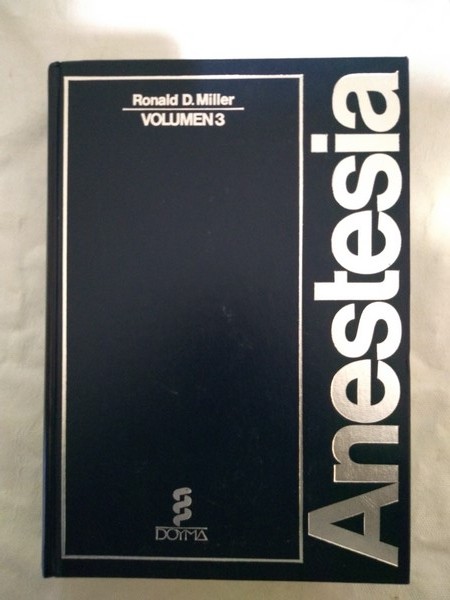 Ronald D. Miller
VOLUMEN 3
Anestesia
DOYMA